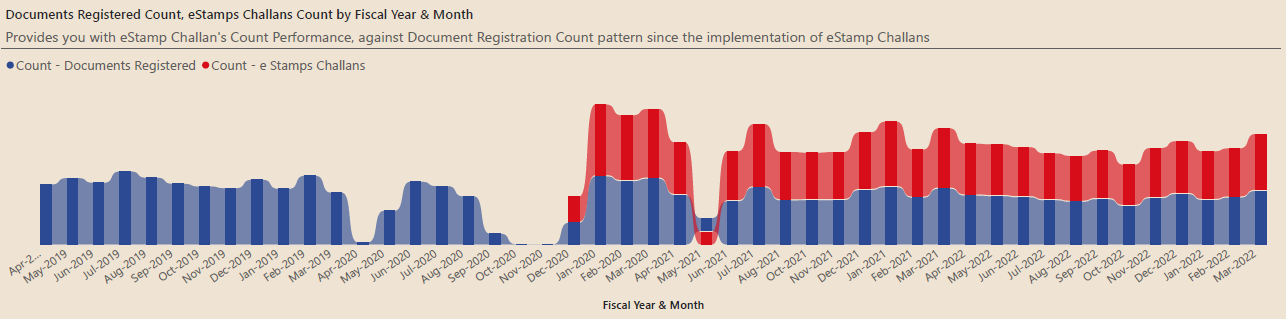 Documents Registered Count, eStamps Challans Count by Fiscal Year & Month
Provides you with eStamp Challan's Count Performance, against Document Registration Count pattern since the implementation of eStamp Challans
Count - Documents Registered Count - e Stamps Challans
Apr-2... May-2019 Jun-2019 Jul-2019 Aug-2019 Sep-2019 Oct-2019 Nov-2019 Dec-2019 Jan-2019 Feb-2019 Mar-2019 Apr-2020 May-2020 Jun-2020 Jul-2020 Aug-2020 Sep-2020 Oct-2020 Nov-2020 Dec-2020 Jan-2020 Feb-2020 Mar-2020 Apr-2021 May-2021 Jun-2021 Jul-2021 Aug-2021 Sep-2021 Oct-2021 Nov-2021 Dec-2021 Jan-2021 Feb-2021 Mar-2021 Apr-2022 May-2022 Jun-2022 Jul-2022 Aug-2022 Sep-2022 Oct-2022 Nov-2022 Dec-2022 Jan-2022 Feb-2022 Mar-2022
Fiscal Year & Month